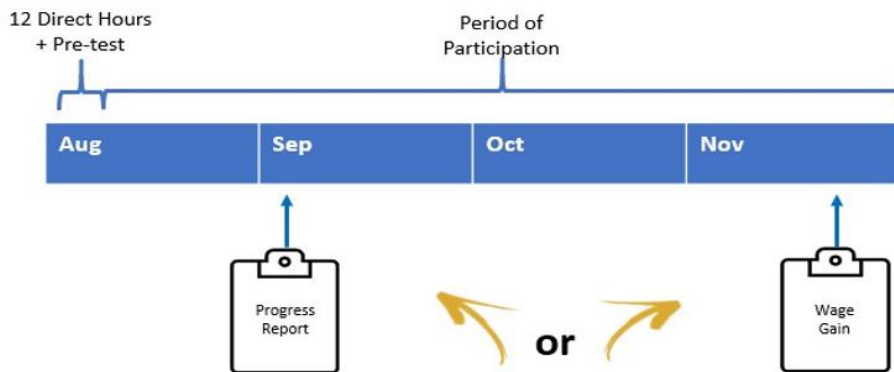 12 Direct Hours
+ Pre-test
Period of
Participation
Aug
Sep
Oct
Nov
Progress
Report
or
Wage
Gain